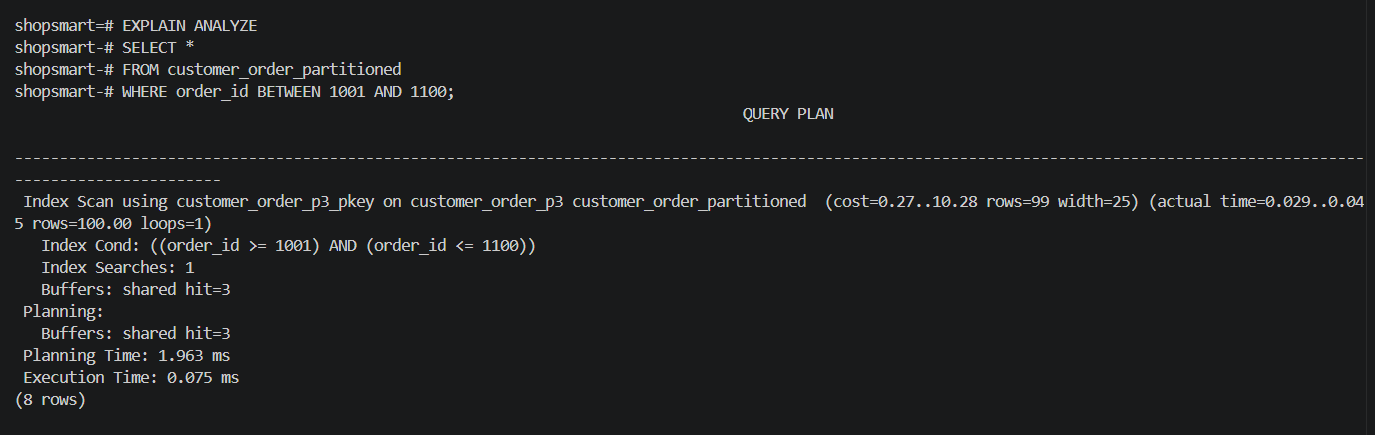 shopsmart=# EXPLAIN ANALYZE
shopsmart-# SELECT *
shopsmart-# FROM customer_order_partitioned
shopsmart-# WHERE order_id BETWEEN 1001 AND 1100;
QUERY PLAN
------------------------------------------------------------------------------------------------------------------------------------------------------
-----------------------
Index Scan using customer_order_p3_pkey on customer_order_p3 customer_order_partitioned  (cost=0.27..10.28 rows=99 width=25) (actual time=0.029..0.04
5 rows=100.00 loops=1)
Index Cond: ((order_id >= 1001) AND (order_id <= 1100))
Index Searches: 1
Buffers: shared hit=3
Planning:
Buffers: shared hit=3
Planning Time: 1.963 ms
Execution Time: 0.075 ms
(8 rows)